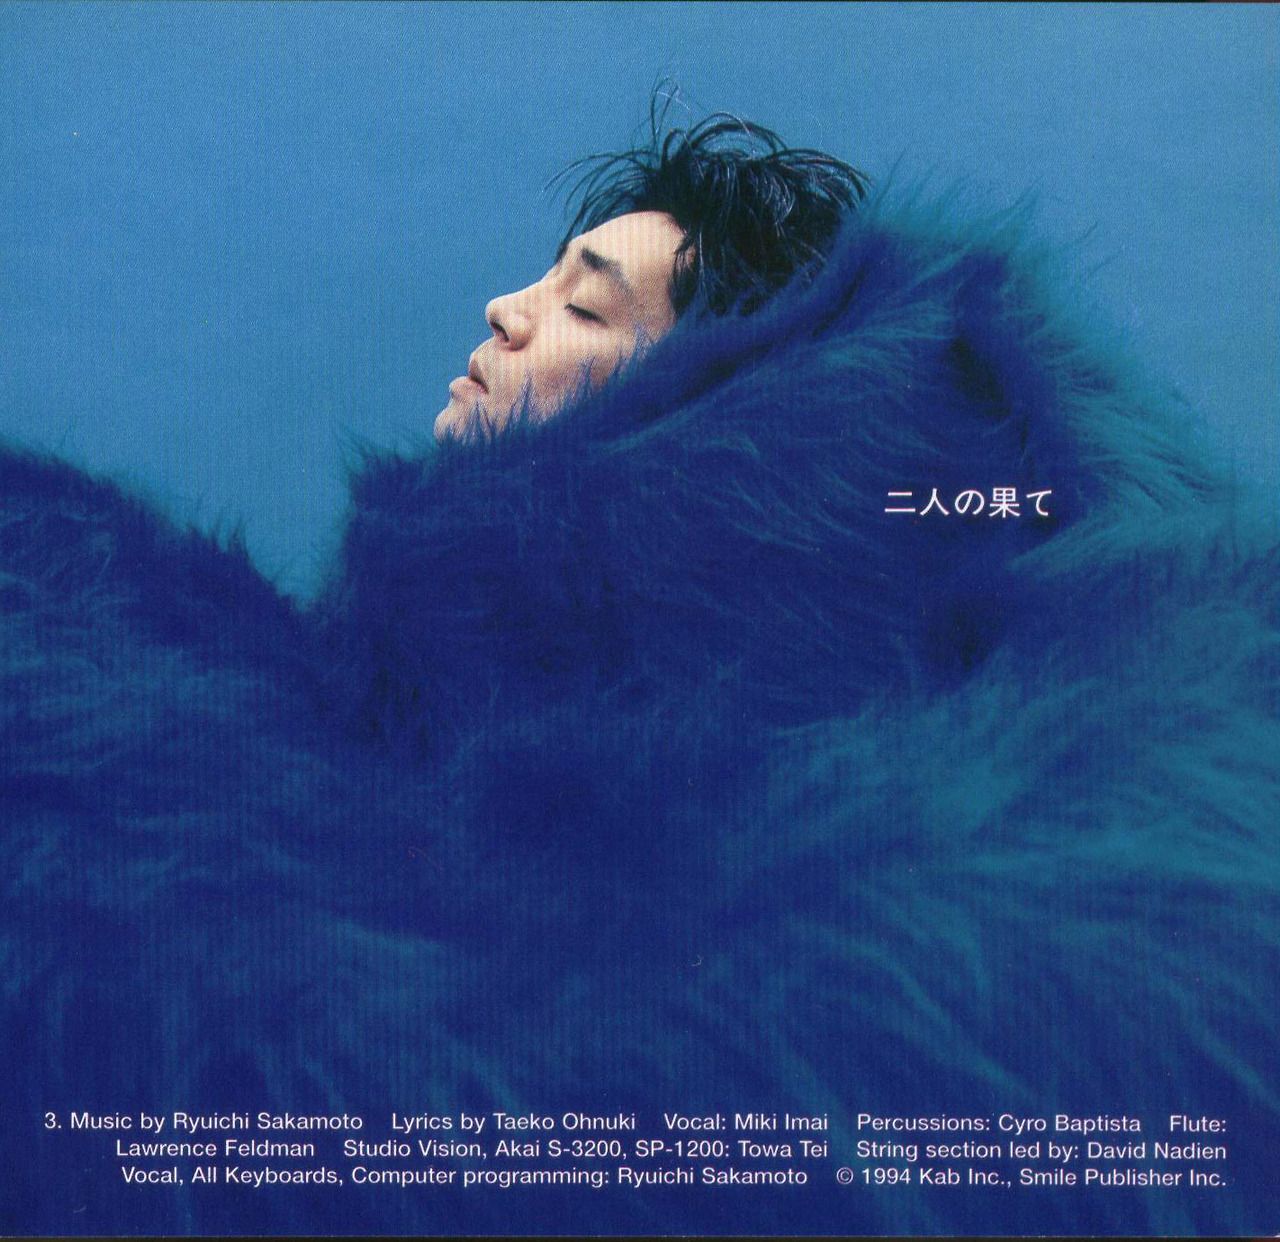 二人の果て
3. Music by Ryuichi Sakamoto Lyrics by Taeko Ohnuki Vocal: Miki Imai Percussions: Cyro Baptista Flute:
Lawrence Feldman Studio Vision, Akai S-3200, SP-1200: Towa Tei String section led by: David Nadien
Vocal, All Keyboards, Computer programming: Ryuichi Sakamoto © 1994 Kab Inc., Smile Publisher Inc.